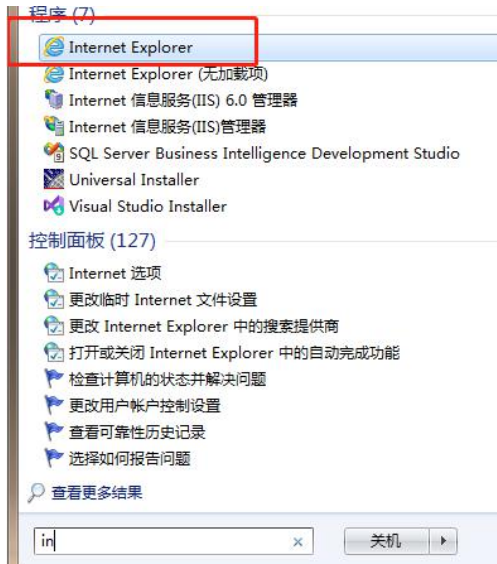 程序 (7)
Internet Explorer
Internet Explorer (无加载项)
Internet 信息服务(IIS) 6.0 管理器
Internet 信息服务(IIS)管理器
SQL Server Business Intelligence Development Studio
Universal Installer
Visual Studio Installer
控制面板 (127)
Internet 选项
更改临时 Internet 文件设置
更改 Internet Explorer 中的搜索提供商
打开或关闭 Internet Explorer 中的自动完成功能
检查计算机的状态并解决问题
更改用户帐户控制设置
查看可靠性历史记录
选择如何报告问题
查看更多结果
in
关机